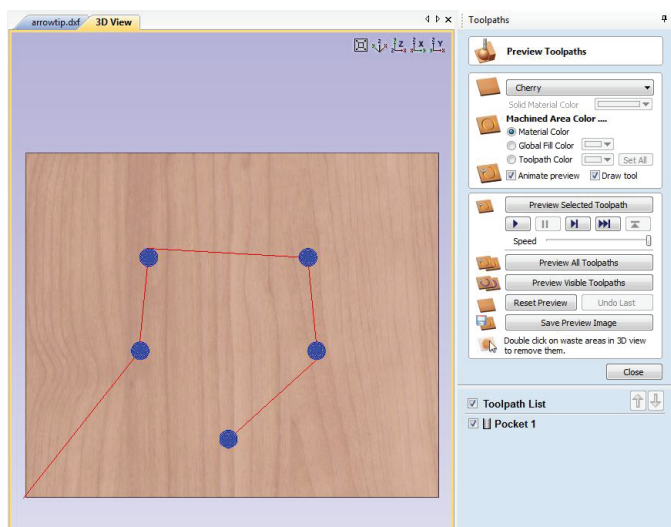 arrowtip.dxf
3D View
Toolpaths
Preview Toolpaths
Cherry
Solid Material Color
Machined Area Color ....
Material Color
Global Fill Color
Toolpath Color
Set All
Animate preview
Draw tool
Preview Selected Toolpath
Speed
Preview All Toolpaths
Preview Visible Toolpaths
Reset Preview
Undo Last
Save Preview Image
Double click on waste areas in 3D view
to remove them.
Close
Toolpath List
Pocket 1